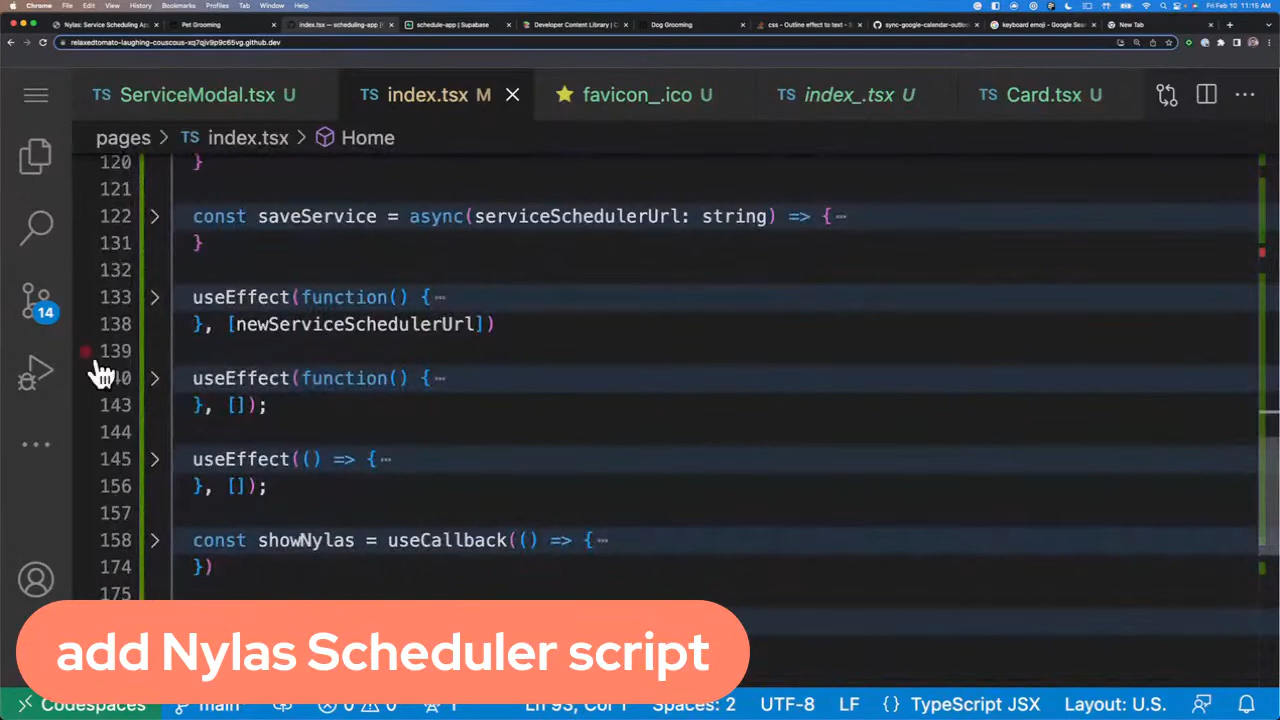 Chrome File Edit View History Bookmarks Profiles Tab Window Help Fri Feb 10 11:15 AM
Nylas: Service Scheduling Ap Pet Grooming index.tsx — scheduling-app [ schedule-app | Supabase Developer Content Library | C Dog Grooming css - Outline effect to text - S sync-google-calendar-outlo keyboard emoji - Google Sea New Tab
relaxedtomato-laughing-couscous-xq7qjv9p9c65vg.github.dev
TS ServiceModal.tsx U TS index.tsx M favicon_.ico U TS index_.tsx U TS Card.tsx U
pages > TS index.tsx > Home
120 }
121
122 const saveService = async(serviceSchedulerUrl: string) => {
131 }
132
133 useEffect(function() {
138 }, [newServiceSchedulerUrl])
139
140 useEffect(function() {
143 }, []);
144
145 useEffect(() => {
156 }, []);
157
158 const showNylas = useCallback(() => {
174 })
175
14
add Nylas Scheduler script
Codespaces main 0 0 1 Ln 93, Col 1 Spaces: 2 UTF-8 LF {} TypeScript JSX Layout: U.S.